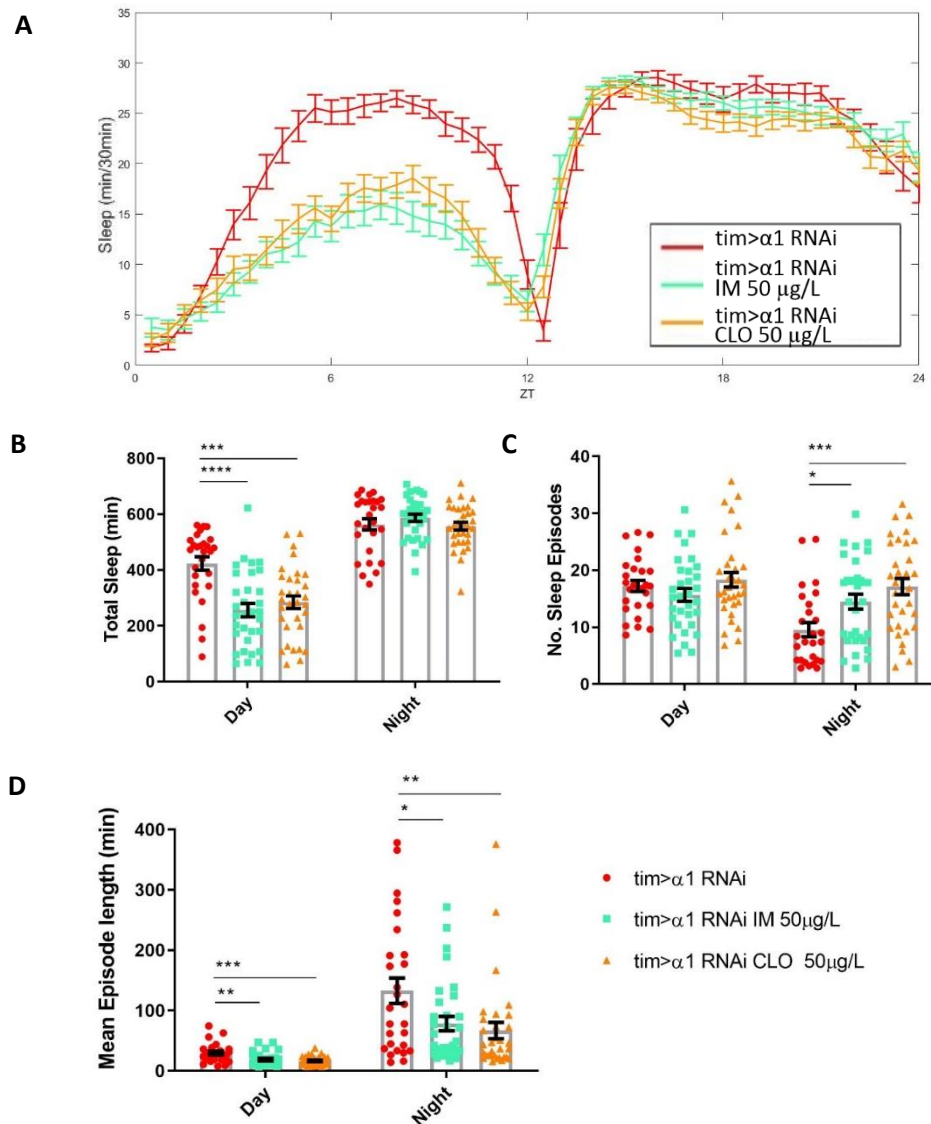 A
35
30
25
20
15
10
5
0
Sleep (min/30min)
0 6 12 18 24
ZT
tim>α1 RNAi
tim>α1 RNAi
IM 50 μg/L
tim>α1 RNAi
CLO 50 μg/L
B
***
****
800
600
400
200
0
Total Sleep (min)
Day Night
C
***
*
40
30
20
10
0
No. Sleep Episodes
Day Night
D
**
*
***
**
400
300
200
100
0
Mean Episode length (min)
Day Night
tim>α1 RNAi
tim>α1 RNAi IM 50μg/L
tim>α1 RNAi CLO 50μg/L